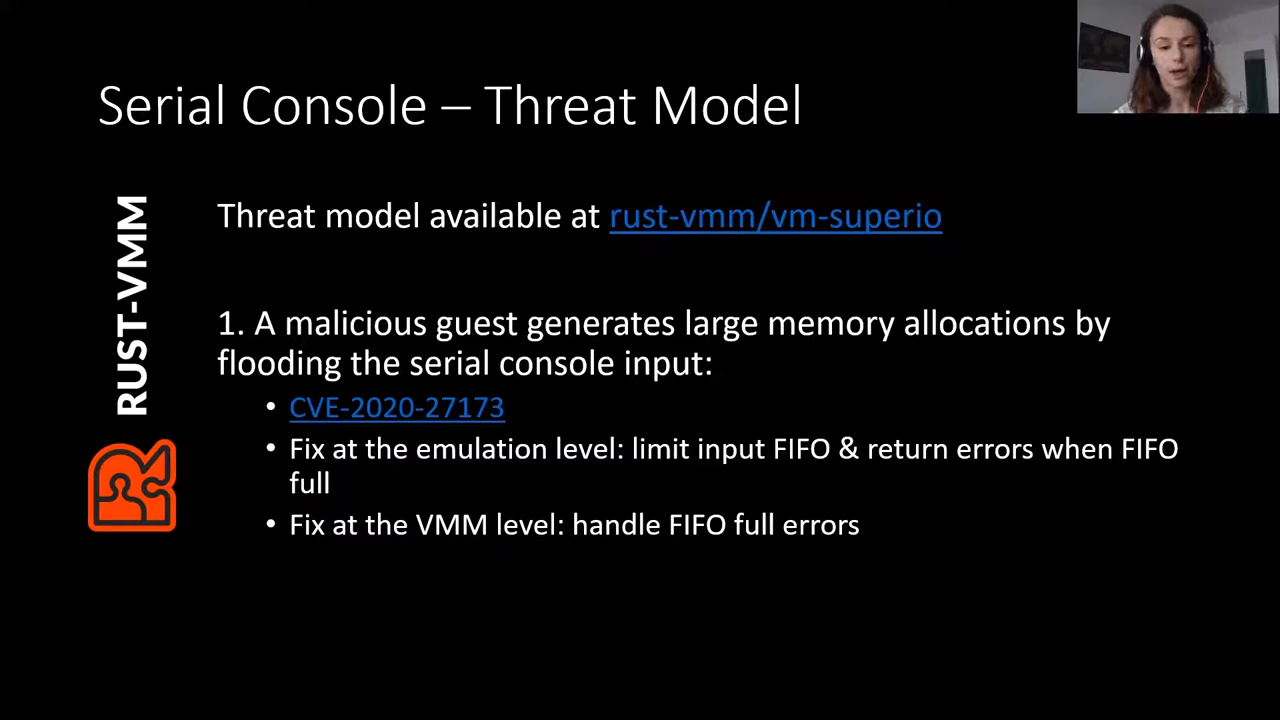 Serial Console – Threat Model
RUST-VMM
Threat model available at rust-vmm/vm-superio
1. A malicious guest generates large memory allocations by
flooding the serial console input:
• CVE-2020-27173
• Fix at the emulation level: limit input FIFO & return errors when FIFO
full
• Fix at the VMM level: handle FIFO full errors